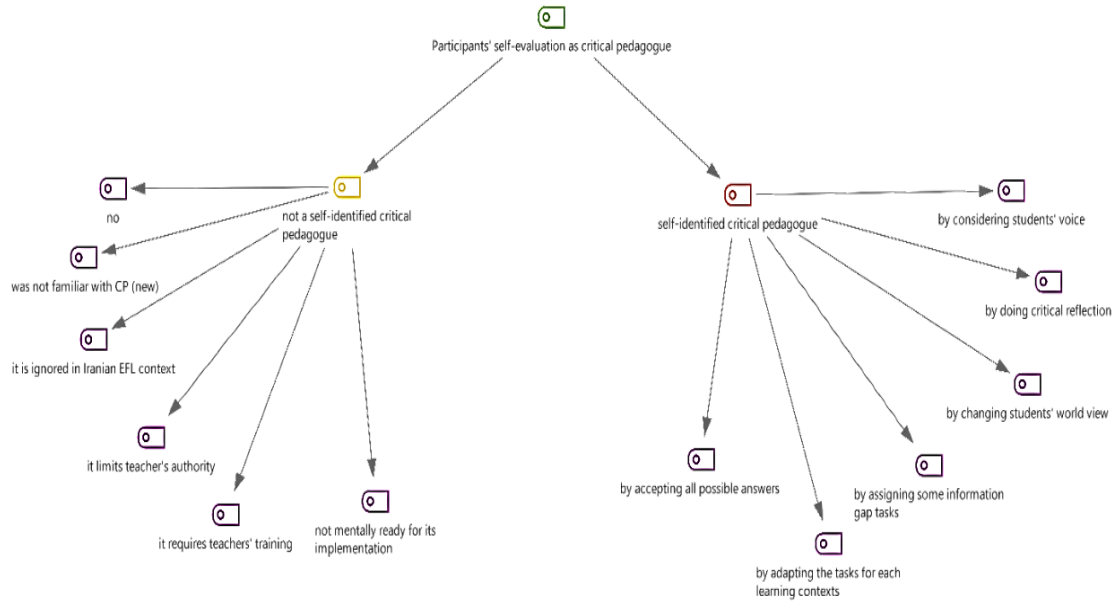 Participants' self-evaluation as critical pedagogue
no
not a self-identified critical
pedagogue
was not familiar with CP (new)
it is ignored in Iranian EFL context
it limits teacher's authority
it requires teachers' training
not mentally ready for its
implementation
self-identified critical pedagogue
by considering students' voice
by doing critical reflection
by changing students' world view
by assigning some information
gap tasks
by accepting all possible answers
by adapting the tasks for each
learning contexts